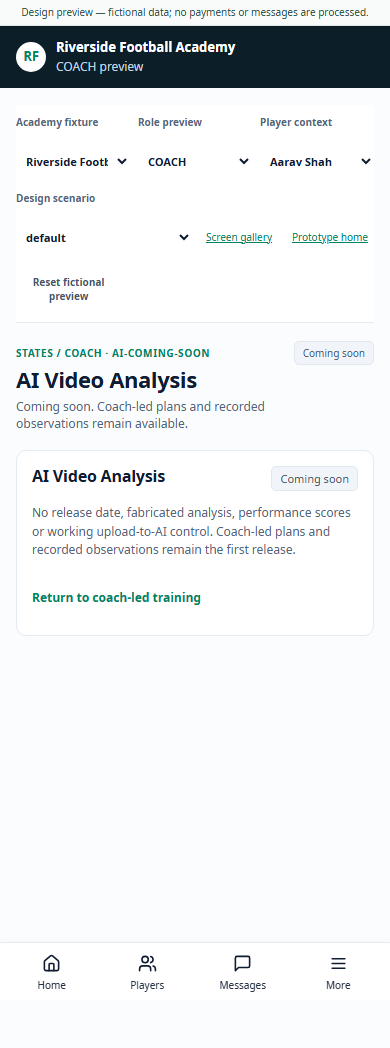 Design preview — fictional data; no payments or messages are processed.
RF
Riverside Football Academy
COACH preview
Academy fixture
Role preview
Player context
Riverside Foot
COACH
Aarav Shah
Design scenario
default
Screen gallery
Prototype home
Reset fictional
preview
STATES / COACH · AI-COMING-SOON
Coming soon
AI Video Analysis
Coming soon. Coach-led plans and recorded
observations remain available.
AI Video Analysis
Coming soon
No release date, fabricated analysis, performance scores
or working upload-to-AI control. Coach-led plans and
recorded observations remain the first release.
Return to coach-led training
Home
Players
Messages
More